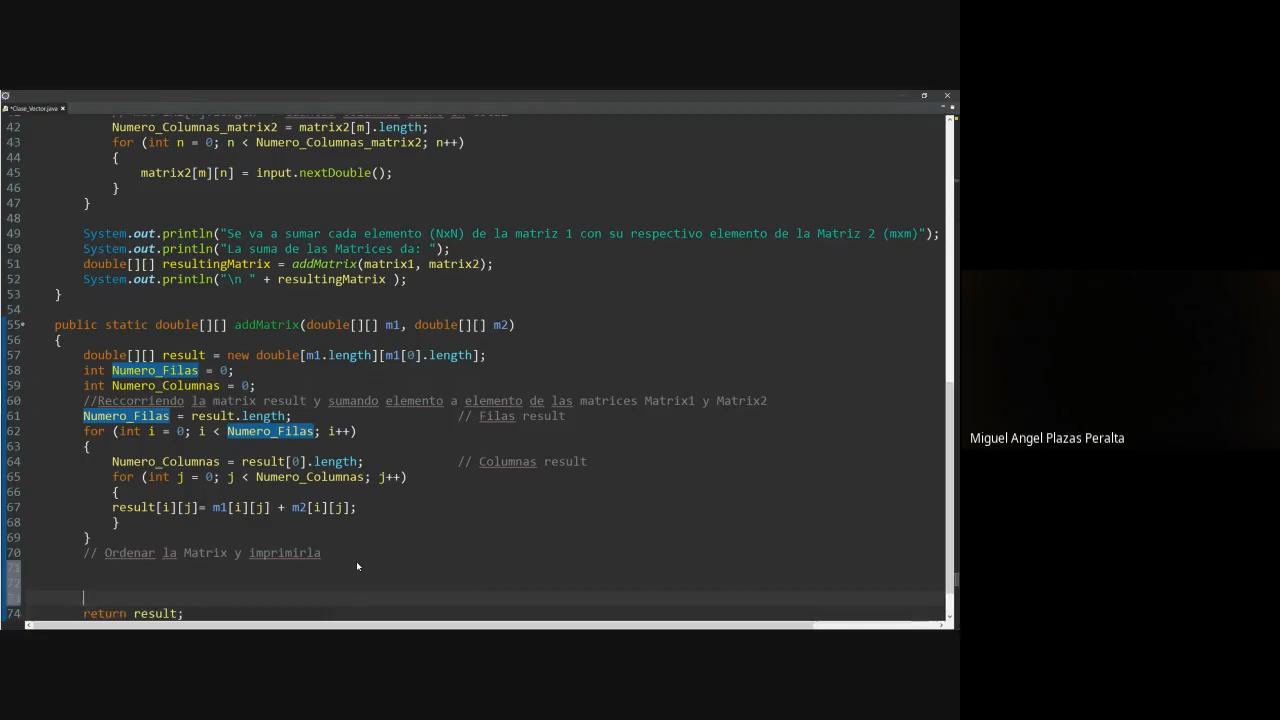 *Clase_Vector.java
42 Numero_Columnas_matrix2 = matrix2[m].length;
43 for (int n = 0; n < Numero_Columnas_matrix2; n++)
44 {
45 matrix2[m][n] = input.nextDouble();
46 }
47 }
48
49 System.out.println("Se va a sumar cada elemento (NxN) de la matriz 1 con su respectivo elemento de la Matriz 2 (mxm)");
50 System.out.println("La suma de las Matrices da: ");
51 double[][] resultingMatrix = addMatrix(matrix1, matrix2);
52 System.out.println("\n " + resultingMatrix );
53 }
54
55 public static double[][] addMatrix(double[][] m1, double[][] m2)
56 {
57 double[][] result = new double[m1.length][m1[0].length];
58 int Numero_Filas = 0;
59 int Numero_Columnas = 0;
60 //Reccorriendo la matrix result y sumando elemento a elemento de las matrices Matrix1 y Matrix2
61 Numero_Filas = result.length; // Filas result
62 for (int i = 0; i < Numero_Filas; i++)
63 {
64 Numero_Columnas = result[0].length; // Columnas result
65 for (int j = 0; j < Numero_Columnas; j++)
66 {
67 result[i][j]= m1[i][j] + m2[i][j];
68 }
69 }
70 // Ordenar la Matrix y imprimirla
71
72
73
74 return result;
Miguel Angel Plazas Peralta